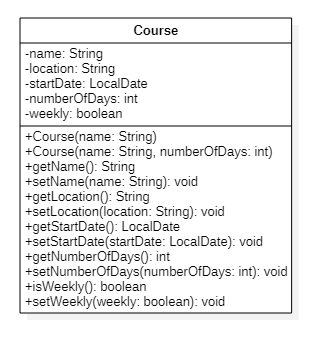 Course
-name: String
-location: String
-startDate: LocalDate
-numberOfDays: int
-weekly: boolean
+Course(name: String)
+Course(name: String, numberOfDays: int)
+getName(): String
+setName(name: String): void
+getLocation(): String
+setLocation(location: String): void
+getStartDate(): LocalDate
+setStartDate(startDate: LocalDate): void
+getNumberOfDays(): int
+setNumberOfDays(numberOfDays: int): void
+isWeekly(): boolean
+setWeekly(weekly: boolean): void